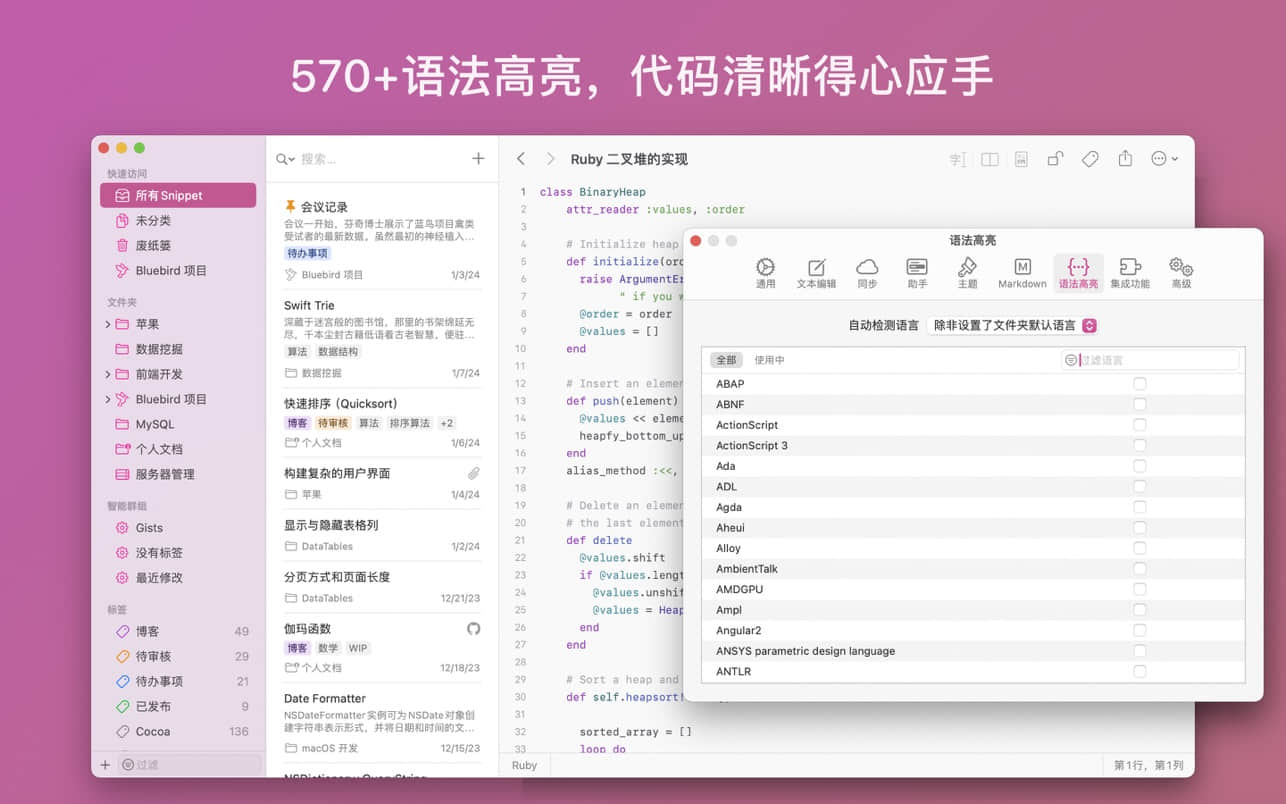 570+语法高亮，代码清晰得心应手
快速访问
所有 Snippet
未分类
废纸篓
Bluebird 项目
文件夹
苹果
数据挖掘
前端开发
Bluebird 项目
MySQL
个人文档
服务器管理
智能群组
Gists
没有标签
最近修改
标签
博客 49
待审核 29
待办事项 21
已发布 9
Cocoa 136
过滤
搜索...
会议记录
会议一开始，芬奇博士展示了蓝鸟项目禽类
受试者的最新数据，虽然最初的神经植入...
待办事项
Bluebird 项目 1/3/24
Swift Trie
深藏于迷宫般的图书馆，那里的书架绵延无
尽，千本尘封古籍低语着古老智慧，便驻...
算法 数据结构
数据挖掘 1/7/24
快速排序 (Quicksort)
博客 待审核 算法 排序算法 +2
个人文档 1/6/24
构建复杂的用户界面
苹果 1/4/24
显示与隐藏表格列
DataTables 1/2/24
分页方式和页面长度
DataTables 12/21/23
伽玛函数
博客 数学 WIP
个人文档 12/18/23
Date Formatter
NSDateFormatter 实例可为 NSDate 对象创
建字符串表示形式，并将日期和时间的文...
macOS 开发 12/15/23
NSDictionary QueryString
Ruby 二叉堆的实现
1 class BinaryHeap
2 attr_reader :values, :order
3
4 # Initialize heap
5 def initialize(ord
6 raise ArgumentEr
7 " if you w
8 @order = order
9 @values = []
10 end
11
12 # Insert an elemen
13 def push(element)
14 @values << eleme
15 heapfy_bottom_up
16 end
17 alias_method :<<,
18
19 # Delete an elemen
20 # the last element
21 def delete
22 @values.shift
23 if @values.lengt
24 @values.unshif
25 @values = Heap
26 end
27 end
28
29 # Sort a heap and
30 def self.heapsort!
31
32 sorted_array = []
33 loop do
Ruby
第1行，第1列
语法高亮
通用 文本编辑 同步 助手 主题 Markdown 语法高亮 集成功能 高级
自动检测语言 除非设置了文件夹默认语言
全部 使用中 过滤语言
ABAP
ABNF
ActionScript
ActionScript 3
Ada
ADL
Agda
Aheui
Alloy
AmbientTalk
AMDGPU
Ampl
Angular2
ANSYS parametric design language
ANTLR